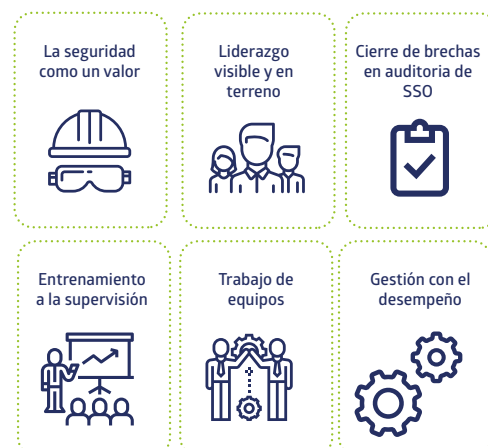 La seguridad
como un valor
Liderazgo
visible y en
terreno
Cierre de brechas
en auditoria de
SSO
Entrenamiento
a la supervisión
Trabajo de
equipos
Gestión con el
desempeño